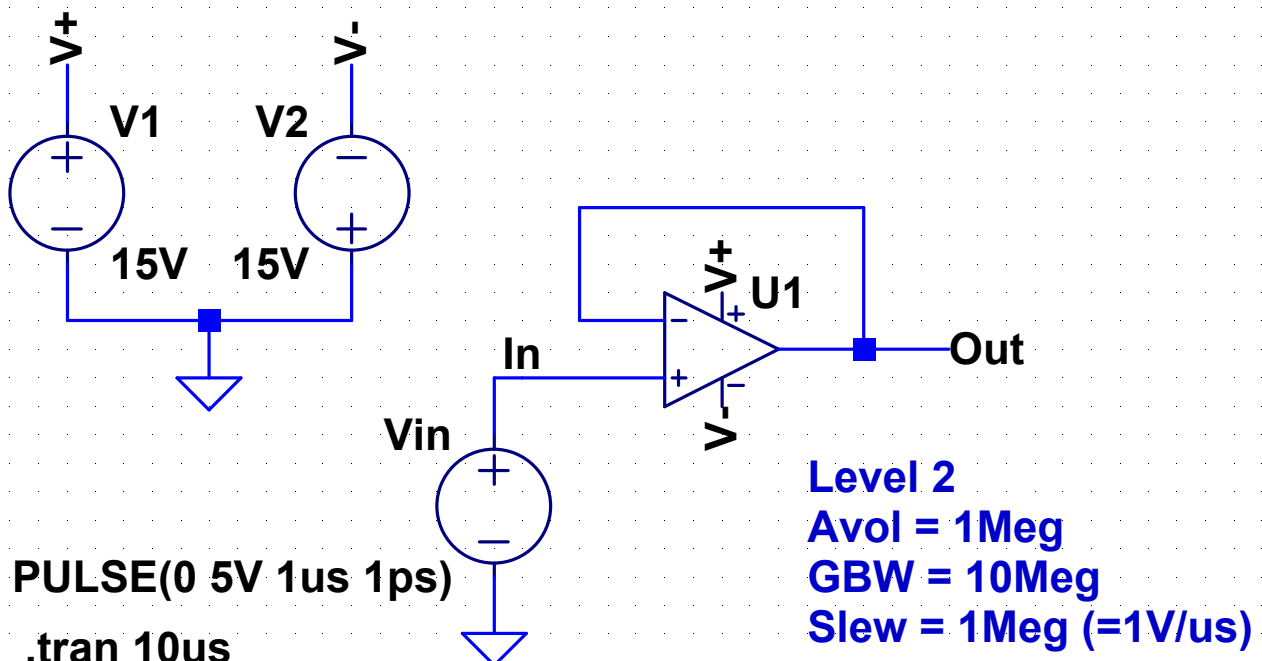 V+
V-
V1
V2
15V
15V
V+
U1
In
Out
V-
Vin
Level 2
Avol = 1Meg
GBW = 10Meg
Slew = 1Meg (=1V/us)
PULSE(0 5V 1us 1ps)
.tran 10us